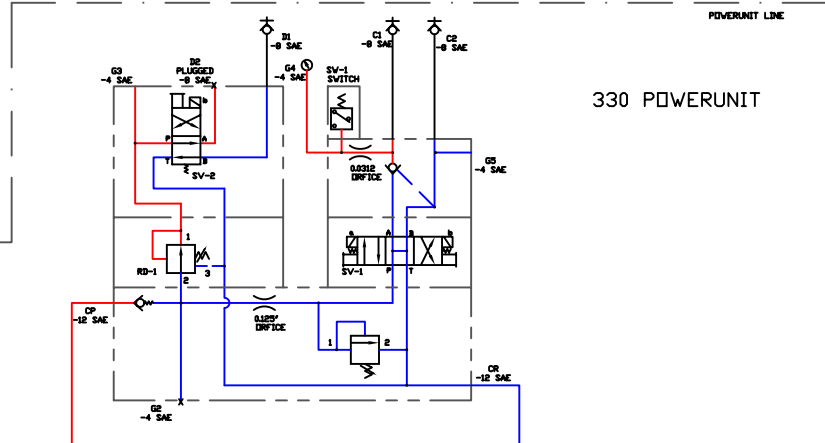 POWERUNIT LINE
330 POWERUNIT
D1
-8 SAE
C1
-8 SAE
C2
-8 SAE
D2
PLUGGED
-8 SAE
G3
-4 SAE
G4
-4 SAE
SW-1
SWITCH
b
P
A
T
B
SV-2
0.0312
ORFICE
G5
-4 SAE
1
RD-1
3
2
a
A
B
b
SV-1
P
T
CP
-12 SAE
0.125"
ORFICE
1
2
CR
-12 SAE
G2
-4 SAE